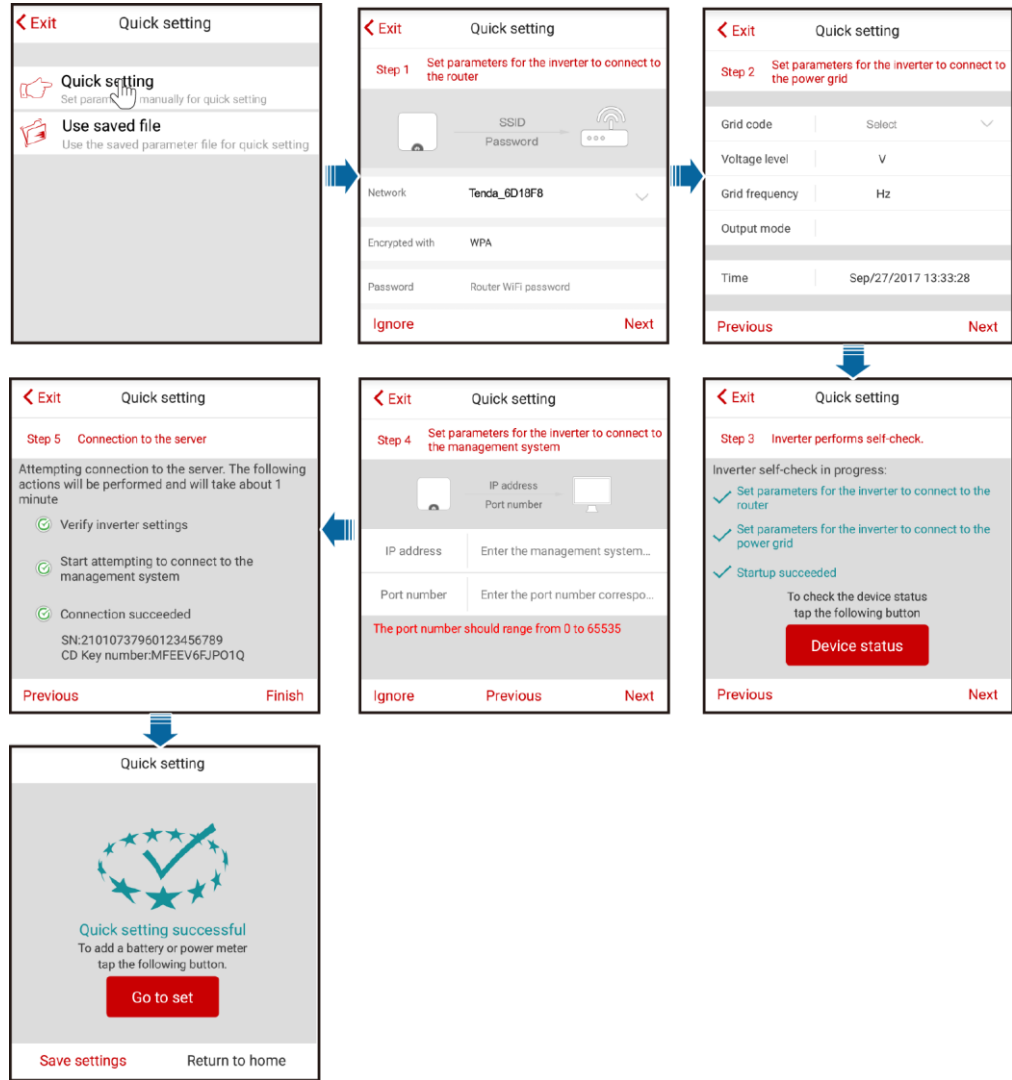 Exit Quick setting
Quick setting
Set param manually for quick setting
Use saved file
Use the saved parameter file for quick setting
Exit Quick setting
Step 1 Set parameters for the inverter to connect to
the router
SSID
Password
Network Tenda_6D18F8
Encrypted with WPA
Password Router WiFi password
Ignore Next
Exit Quick setting
Step 2 Set parameters for the inverter to connect to
the power grid
Grid code Select
Voltage level V
Grid frequency Hz
Output mode
Time Sep/27/2017 13:33:28
Previous Next
Exit Quick setting
Step 3 Inverter performs self-check.
Inverter self-check in progress:
Set parameters for the inverter to connect to the
router
Set parameters for the inverter to connect to the
power grid
Startup succeeded
To check the device status
tap the following button
Device status
Previous Next
Exit Quick setting
Step 4 Set parameters for the inverter to connect to
the management system
IP address
Port number
IP address Enter the management system...
Port number Enter the port number correspo...
The port number should range from 0 to 65535
Ignore Previous Next
Exit Quick setting
Step 5 Connection to the server
Attempting connection to the server. The following
actions will be performed and will take about 1
minute
Verify inverter settings
Start attempting to connect to the
management system
Connection succeeded
SN:21010737960123456789
CD Key number:MFEEV6FJPO1Q
Previous Finish
Quick setting
Quick setting successful
To add a battery or power meter
tap the following button.
Go to set
Save settings Return to home